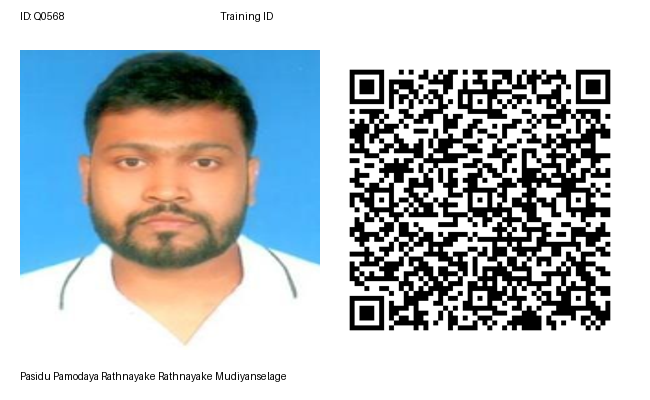 ID: Q0568
Training ID
Pasidu Pamodaya Rathnayake Rathnayake Mudiyanselage